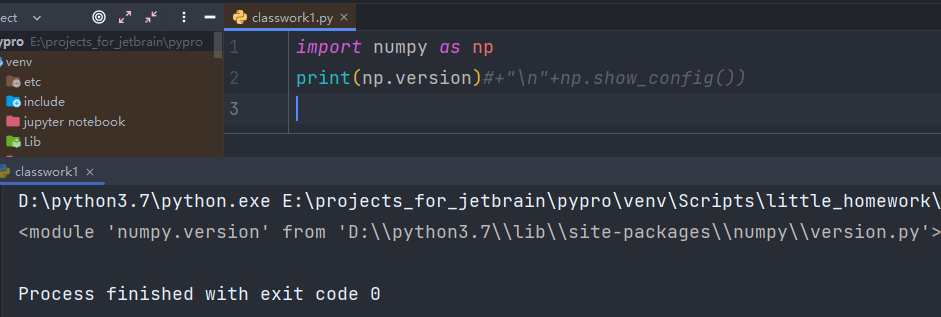 ect
classwork1.py
ypro E:\projects_for_jetbrain\pypro
venv
etc
include
jupyter notebook
Lib
1 import numpy as np
2 print(np.version)#+"\n"+np.show_config())
3
classwork1
D:\python3.7\python.exe E:\projects_for_jetbrain\pypro\venv\Scripts\little_homework\
<module 'numpy.version' from 'D:\\python3.7\\lib\\site-packages\\numpy\\version.py'>
Process finished with exit code 0